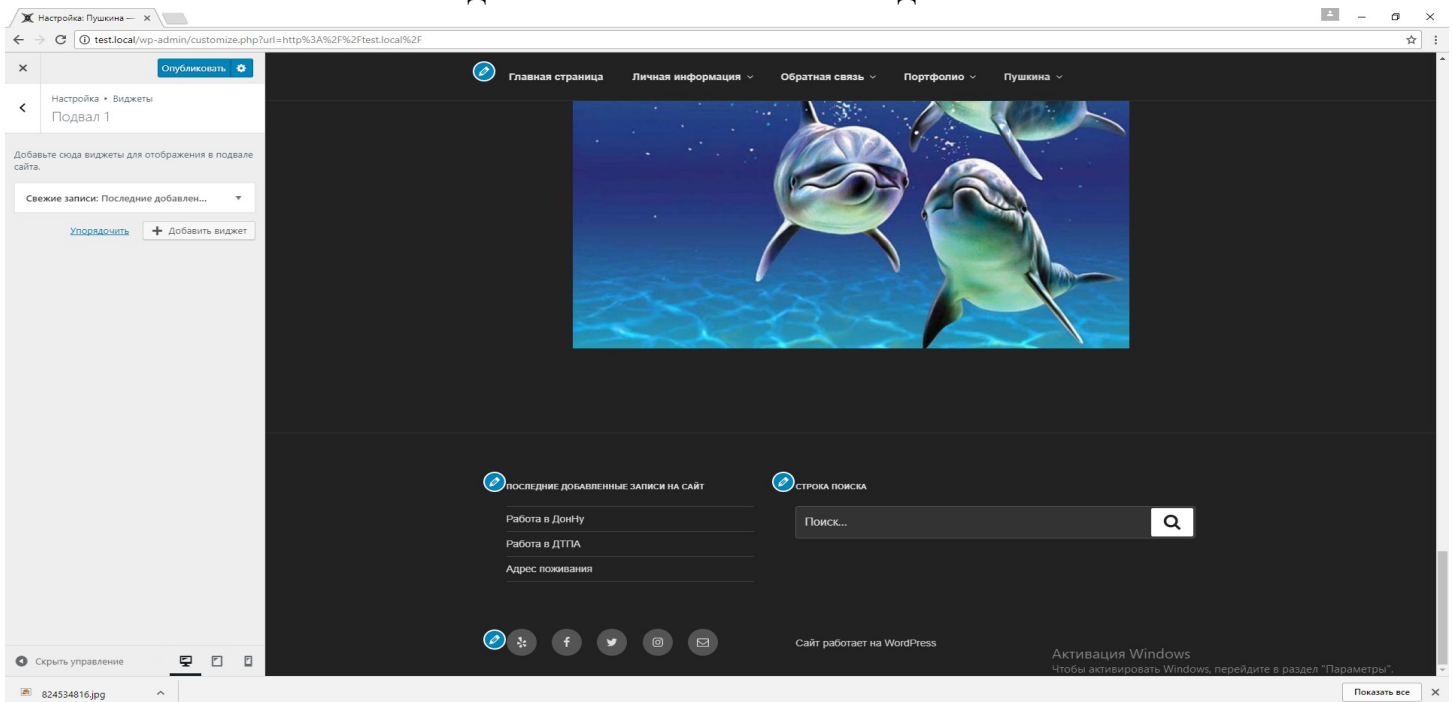 Настройка: Пушкина —
test.local/wp-admin/customize.php?url=http%3A%2F%2Ftest.local%2F
Опубликовать
Настройка ▸ Виджеты
Подвал 1
Добавьте сюда виджеты для отображения в подвале
сайта.
Свежие записи: Последние добавлен...
Упорядочить
Добавить виджет
Скрыть управление
Главная страница Личная информация Обратная связь Портфолио Пушкина
ПОСЛЕДНИЕ ДОБАВЛЕННЫЕ ЗАПИСИ НА САЙТ
Работа в ДонНу
Работа в ДТПА
Адрес поживания
СТРОКА ПОИСКА
Поиск...
Сайт работает на WordPress
Активация Windows
Чтобы активировать Windows, перейдите в раздел "Параметры".
824534816.jpg
Показать все